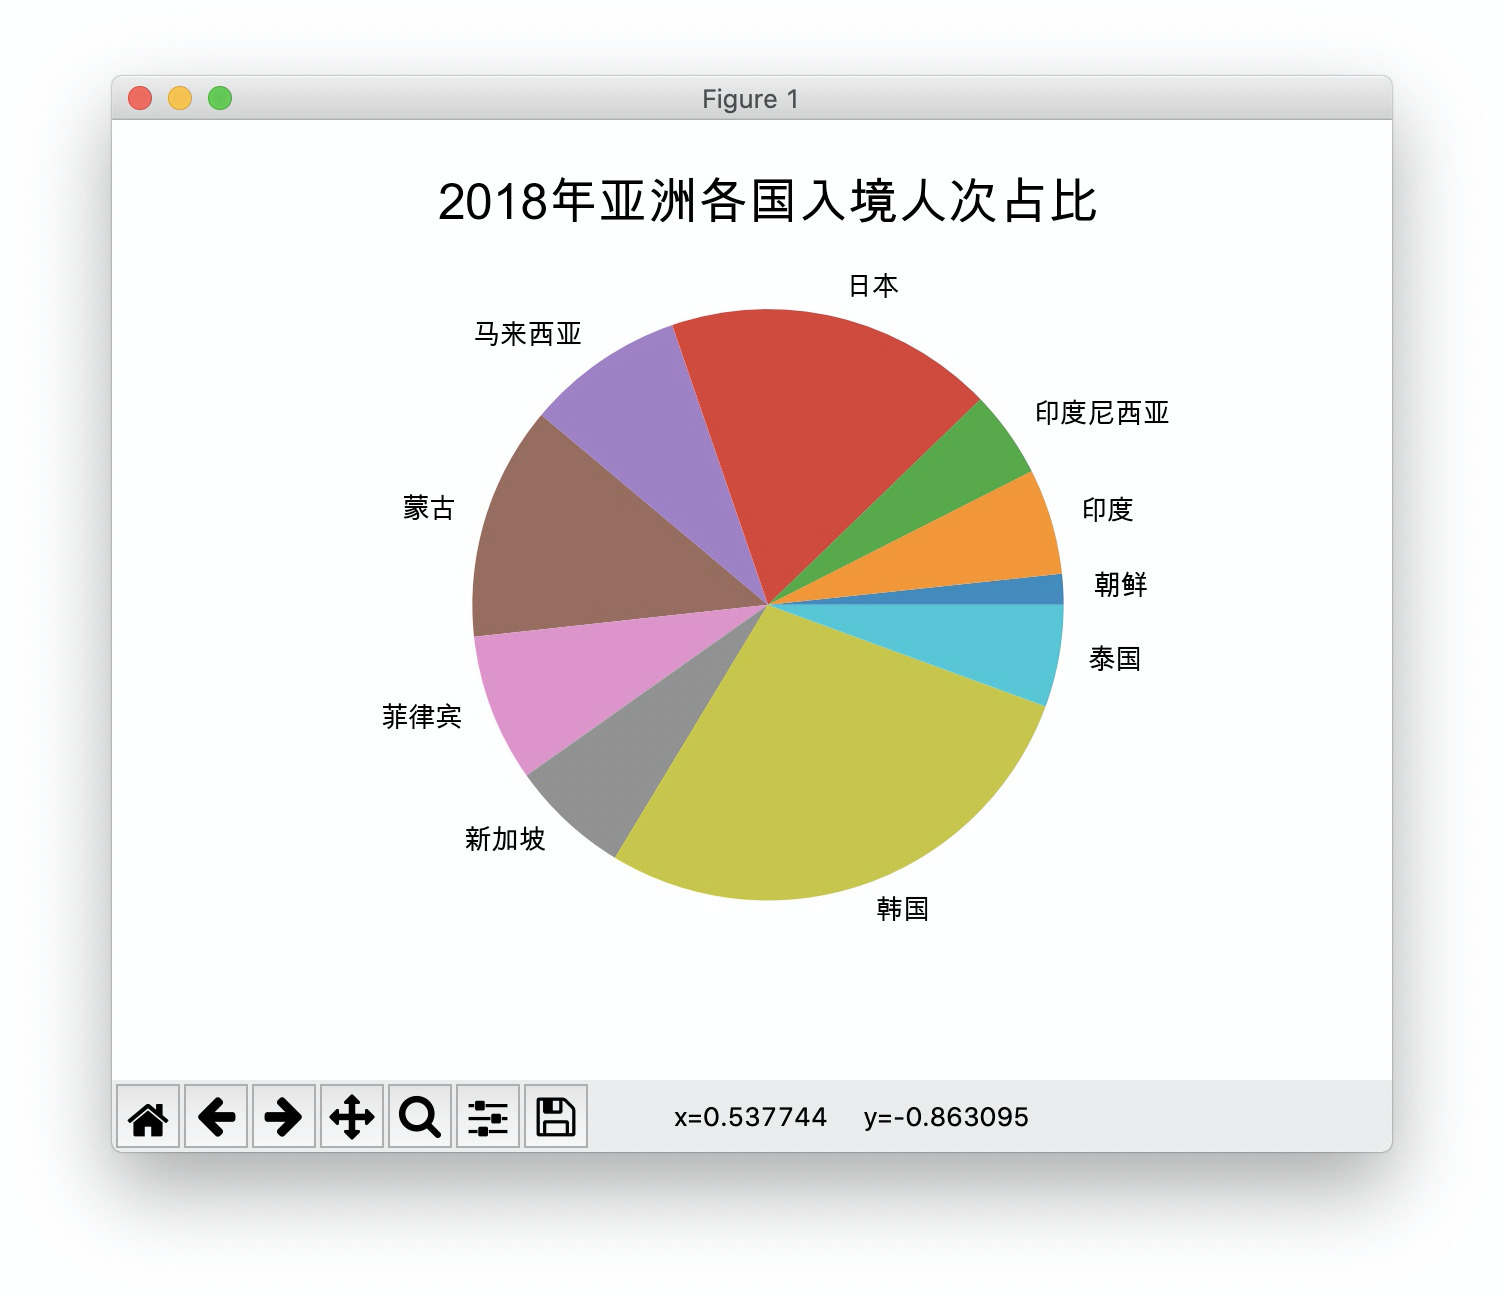 Figure 1
2018年亚洲各国入境人次占比
日本
马来西亚
印度尼西亚
蒙古
印度
朝鲜
泰国
菲律宾
新加坡
韩国
x=0.537744 y=-0.863095